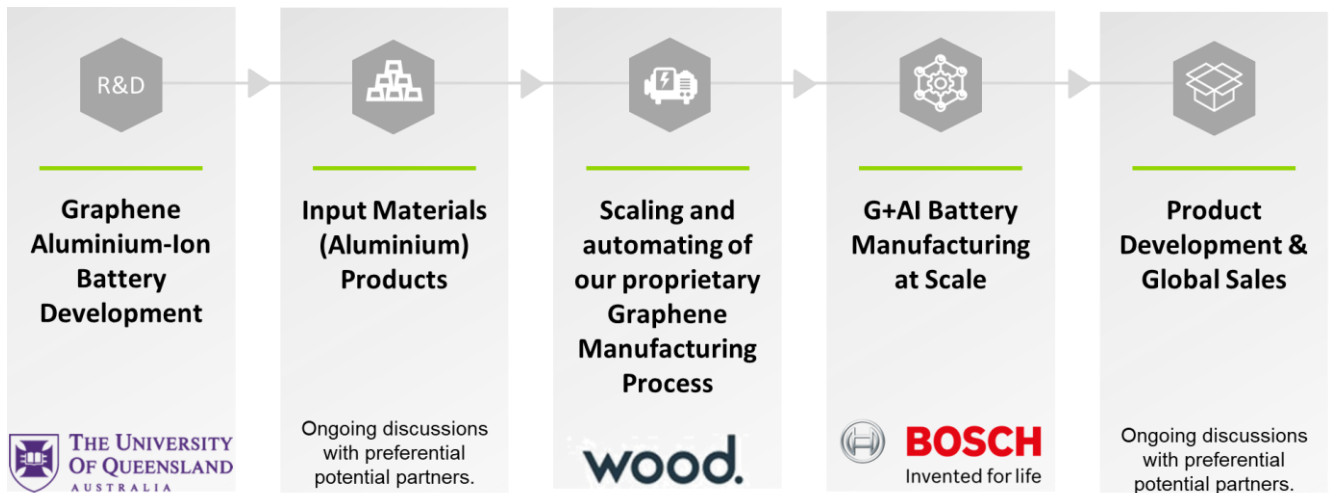 R&D
Graphene
Aluminium-Ion
Battery
Development
THE UNIVERSITY
OF QUEENSLAND
AUSTRALIA
Input Materials
(Aluminium)
Products
Ongoing discussions
with preferential
potential partners.
Scaling and
automating of
our proprietary
Graphene
Manufacturing
Process
wood.
G+AI Battery
Manufacturing
at Scale
BOSCH
Invented for life
Product
Development &
Global Sales
Ongoing discussions
with preferential
potential partners.